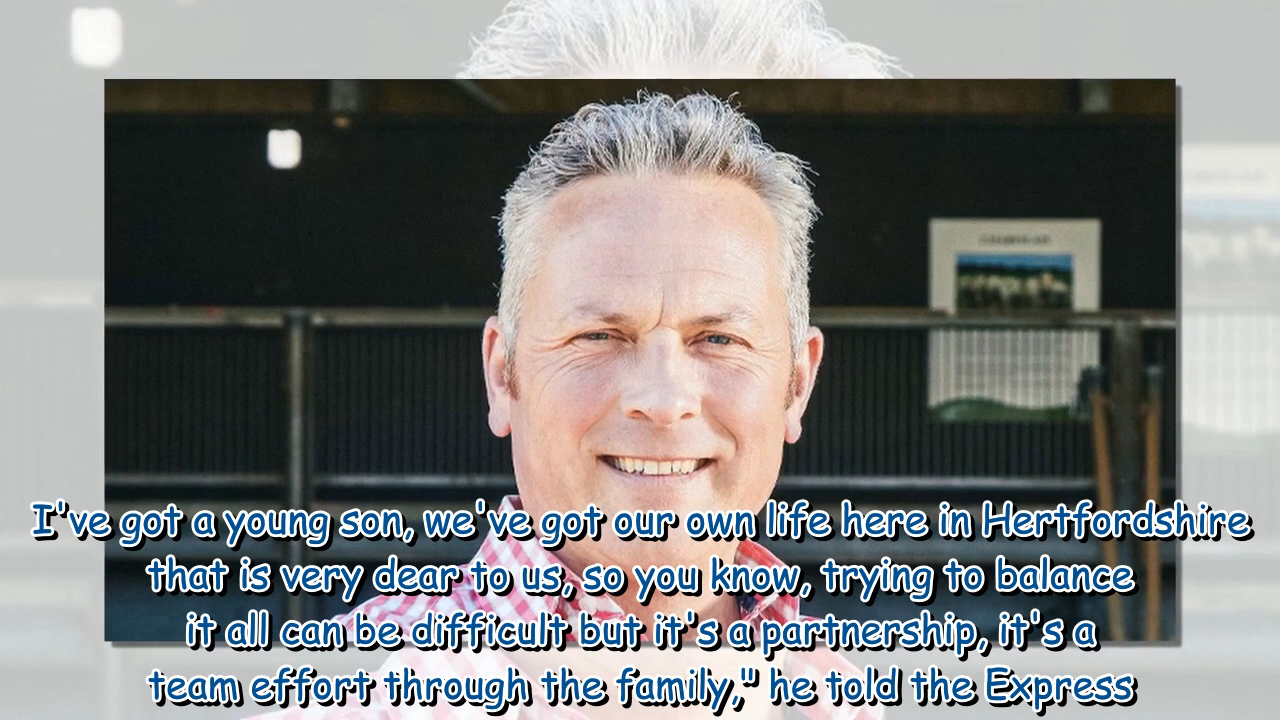 I've got a young son, we've got our own life here in Hertfordshire
that is very dear to us, so you know, trying to balance
it all can be difficult but it's a partnership, it's a
team effort through the family," he told the Express